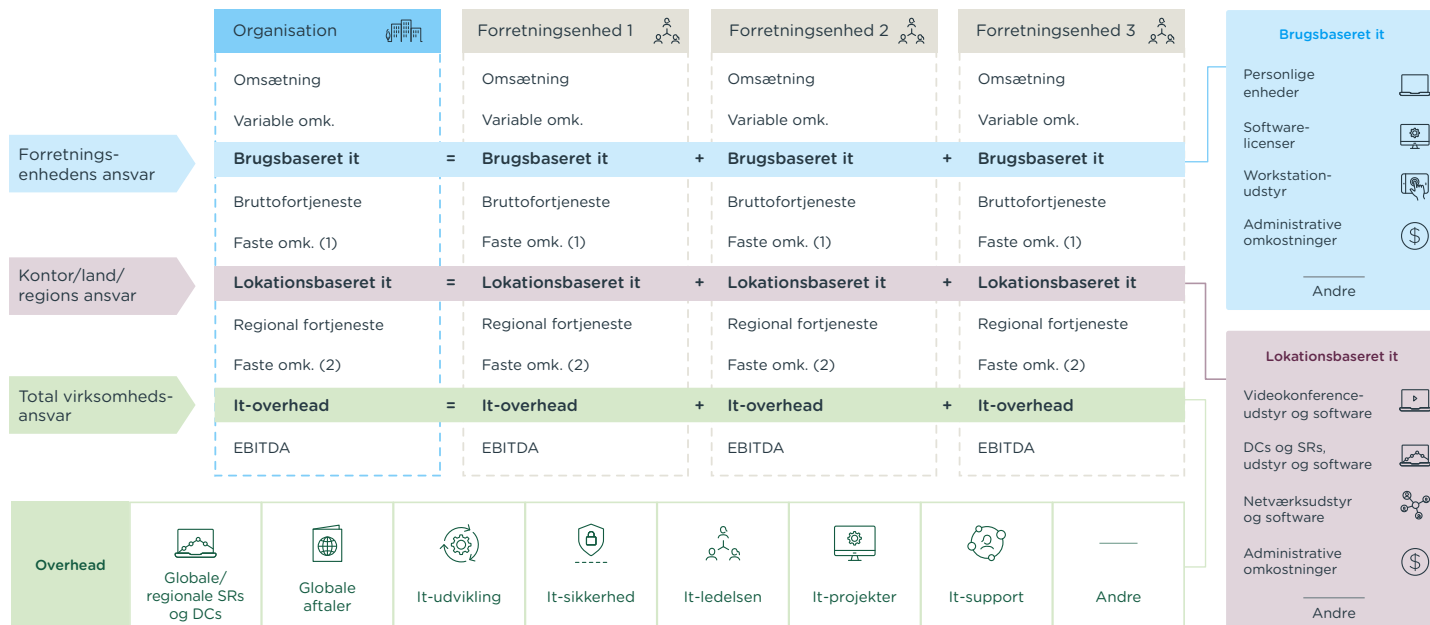 Organisation
Forretningsenhed 1
Forretningsenhed 2
Forretningsenhed 3
Omsætning
Omsætning
Omsætning
Omsætning
Variable omk.
Variable omk.
Variable omk.
Variable omk.
Forretnings-
enhedens ansvar
Brugsbaseret it
=
Brugsbaseret it
+
Brugsbaseret it
+
Brugsbaseret it
Bruttofortjeneste
Bruttofortjeneste
Bruttofortjeneste
Bruttofortjeneste
Faste omk. (1)
Faste omk. (1)
Faste omk. (1)
Faste omk. (1)
Kontor/land/
regions ansvar
Lokationsbaseret it
=
Lokationsbaseret it
+
Lokationsbaseret it
+
Lokationsbaseret it
Regional fortjeneste
Regional fortjeneste
Regional fortjeneste
Regional fortjeneste
Faste omk. (2)
Faste omk. (2)
Faste omk. (2)
Faste omk. (2)
Total virksomheds-
ansvar
It-overhead
=
It-overhead
+
It-overhead
+
It-overhead
EBITDA
EBITDA
EBITDA
EBITDA
Brugsbaseret it
Personlige
enheder
Software-
licenser
Workstation-
udstyr
Administrative
omkostninger
$
Andre
Lokationsbaseret it
Videokonference-
udstyr og software
DCs og SRs,
udstyr og software
Netværksudstyr
og software
Administrative
omkostninger
$
Andre
Overhead
Globale/
regionale SRs
og DCs
Globale
aftaler
It-udvikling
It-sikkerhed
It-ledelsen
It-projekter
It-support
Andre